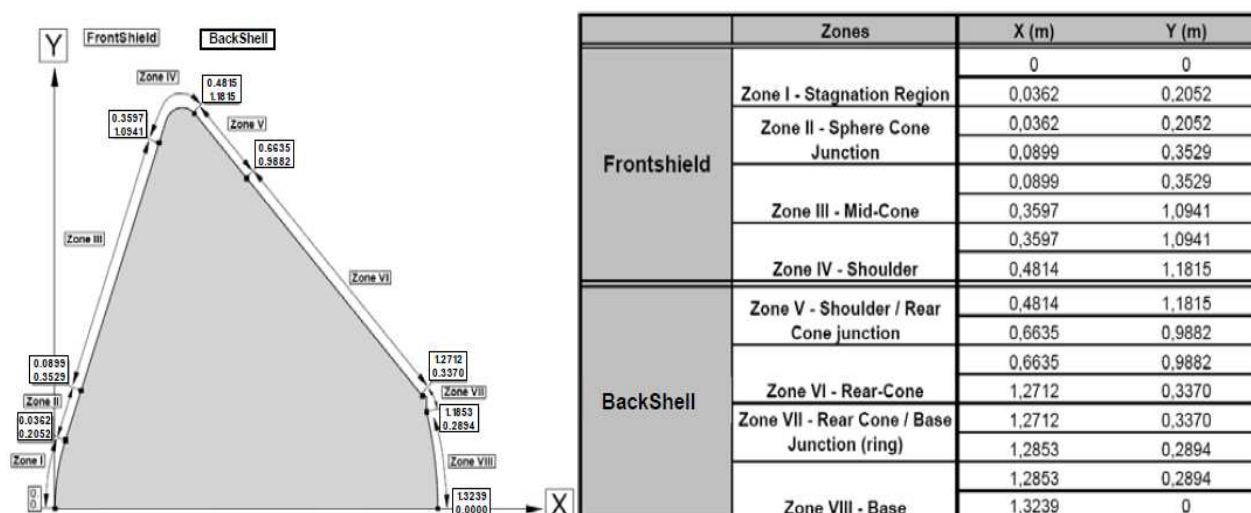 Y
FrontShield
BackShell
Zone IV
0.4815
1.1815
0.3597
1.0941
Zone V
0.6635
0.9882
Zone III
Zone VI
0.0899
0.3529
1.2712
0.3370
Zone II
Zone VII
0.0362
0.2052
1.1853
0.2894
Zone I
Zone VIII
0
0
1.3239
0.0000
X
Zones X (m) Y (m)
Frontshield
0 0
Zone I - Stagnation Region 0,0362 0,2052
Zone II - Sphere Cone 0,0362 0,2052
Junction 0,0899 0,3529
0,0899 0,3529
Zone III - Mid-Cone 0,3597 1,0941
0,3597 1,0941
Zone IV - Shoulder 0,4814 1,1815
BackShell
Zone V - Shoulder / Rear 0,4814 1,1815
Cone junction 0,6635 0,9882
0,6635 0,9882
Zone VI - Rear-Cone 1,2712 0,3370
Zone VII - Rear Cone / Base 1,2712 0,3370
Junction (ring) 1,2853 0,2894
1,2853 0,2894
Zone VIII - Base 1,3239 0